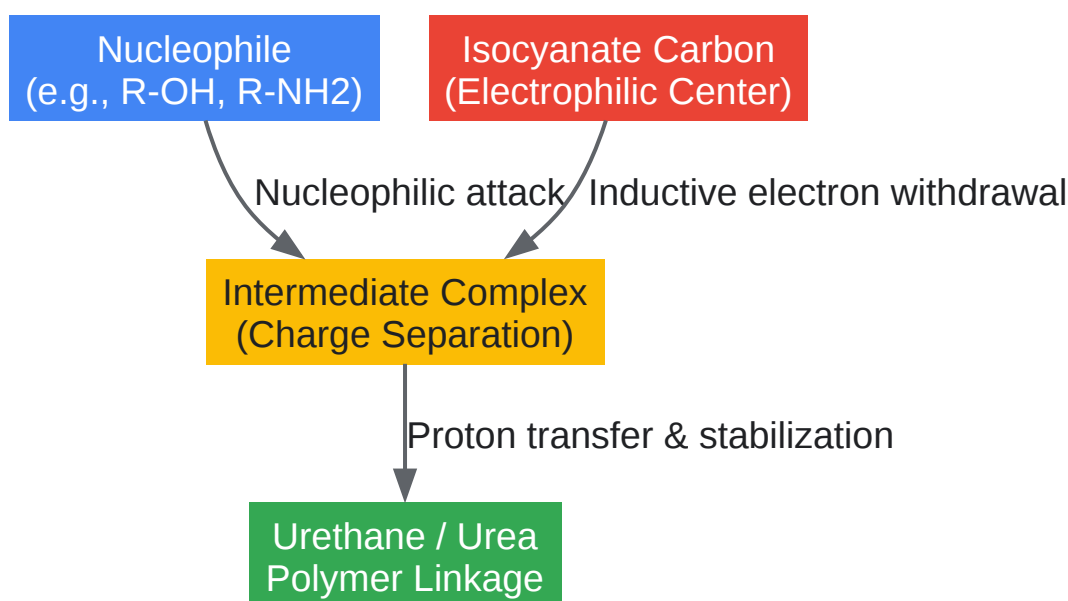 Nucleophile
(e.g., R-OH, R-NH2)
Isocyanate Carbon
(Electrophilic Center)
Nucleophilic attack
Inductive electron withdrawal
Intermediate Complex
(Charge Separation)
Proton transfer & stabilization
Urethane / Urea
Polymer Linkage